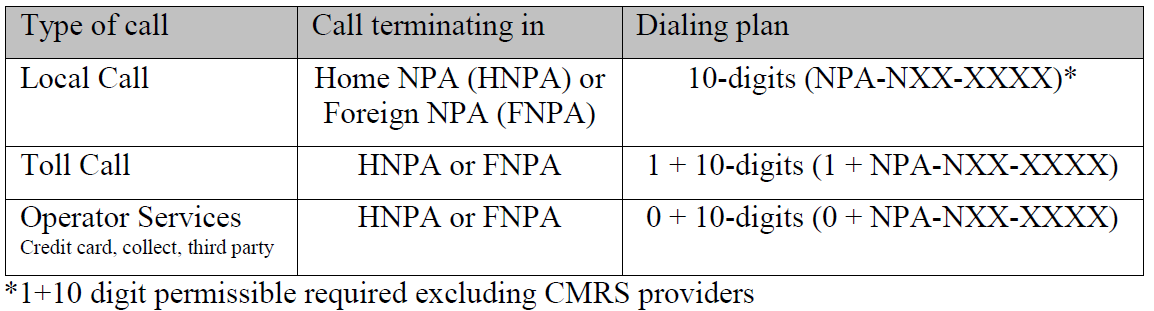 Type of call Call terminating in Dialing plan
Local Call Home NPA (HNPA) or 10-digits (NPA-NXX-XXXX)*
Foreign NPA (FNPA)
Toll Call HNPA or FNPA 1 + 10-digits (1 + NPA-NXX-XXXX)
Operator Services HNPA or FNPA 0 + 10-digits (0 + NPA-NXX-XXXX)
Credit card, collect, third party
*1+10 digit permissible required excluding CMRS providers